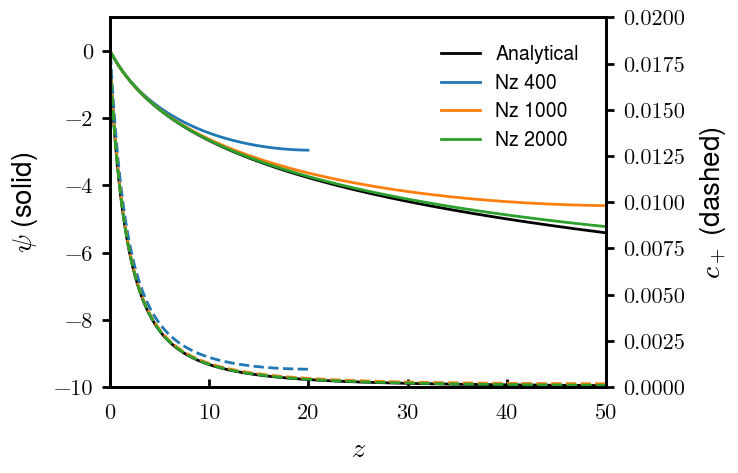 0
−2
−4
−6
−8
−10
ψ (solid)
0.0200
0.0175
0.0150
0.0125
0.0100
0.0075
0.0050
0.0025
0.0000
c₊ (dashed)
Analytical
Nz 400
Nz 1000
Nz 2000
0 10 20 30 40 50
z